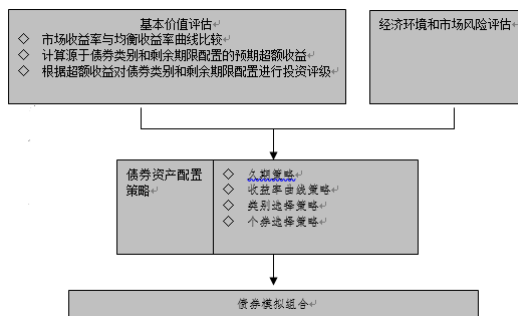 基本价值评估
◇ 市场收益率与均衡收益率曲线比较
◇ 计算源于债券类别和剩余期限配置的预期超额收益
◇ 根据超额收益对债券类别和剩余期限配置进行投资评级
经济环境和市场风险评估
债券资产配置
策略
◇ 久期策略
◇ 收益率曲线策略
◇ 类别选择策略
◇ 个券选择策略
债券模拟组合